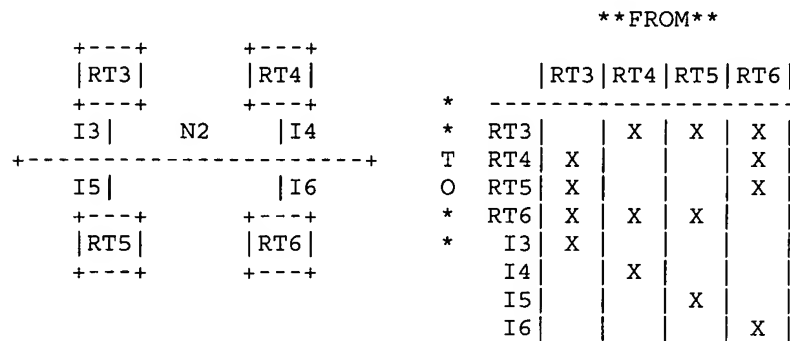 **FROM**
+---+ +---+
|RT3| |RT4| |RT3|RT4|RT5|RT6|
+---+ +---+ * ---------------------
I3| N2 |I4 * RT3| | X | X | X |
+-----------------------+ T RT4| X | | | X |
I5| |I6 O RT5| X | | | X |
+---+ +---+ * RT6| X | X | X | |
|RT5| |RT6| * I3| X | | | |
+---+ +---+ I4| | X | | |
I5| | | X | |
I6| | | | X |